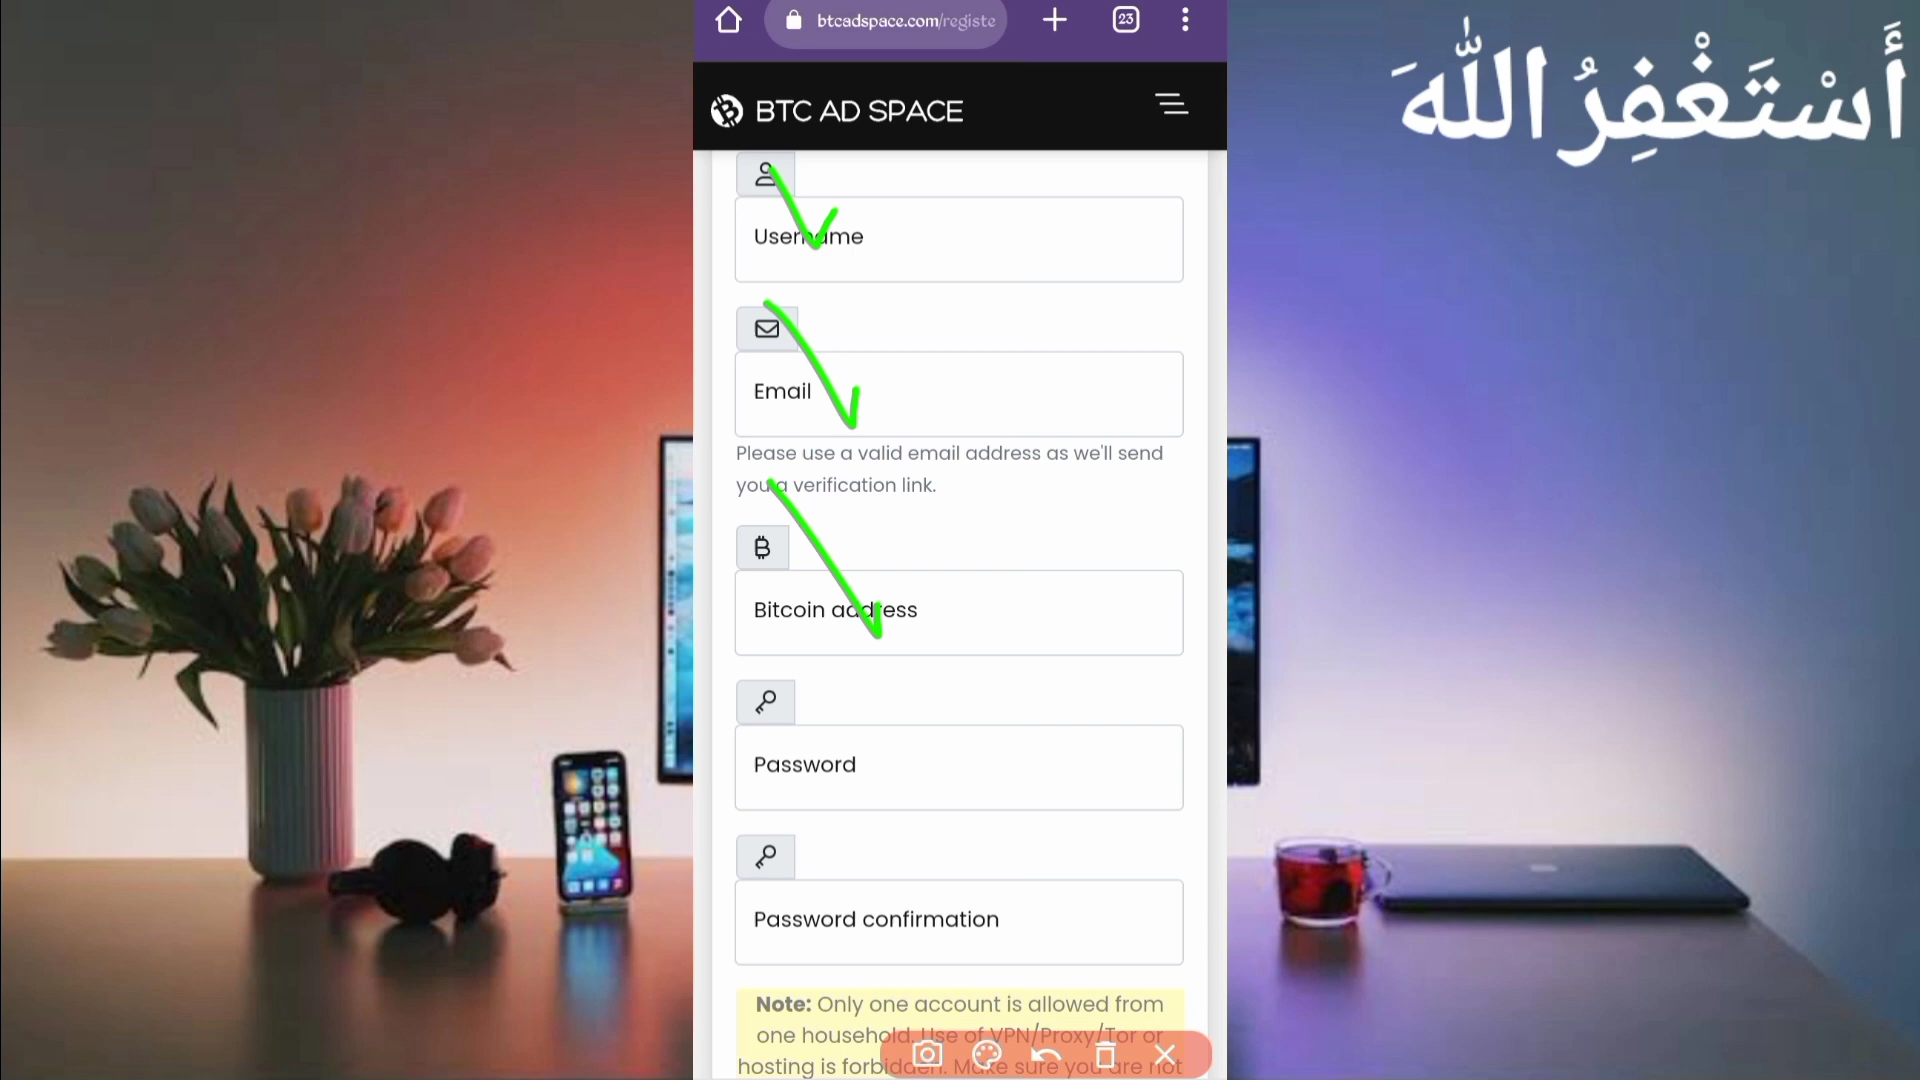 btcadspace.com/registe
23
أَسْتَغْفِرُ اللّٰهَ
BTC AD SPACE
Username
Email
Please use a valid email address as we'll send
you a verification link.
Bitcoin address
Password
Password confirmation
Note: Only one account is allowed from
one household. Use of VPN/Proxy/Tor or
hosting is forbidden. Make sure you are not